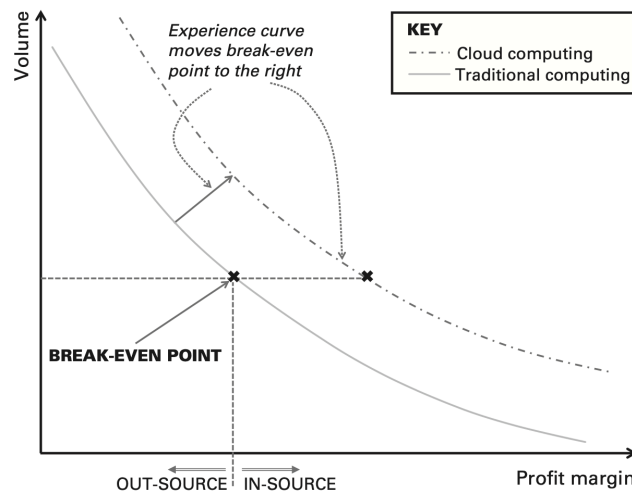 Volume
Experience curve
moves break-even
point to the right
KEY
Cloud computing
Traditional computing
BREAK-EVEN POINT
OUT-SOURCE
IN-SOURCE
Profit margin